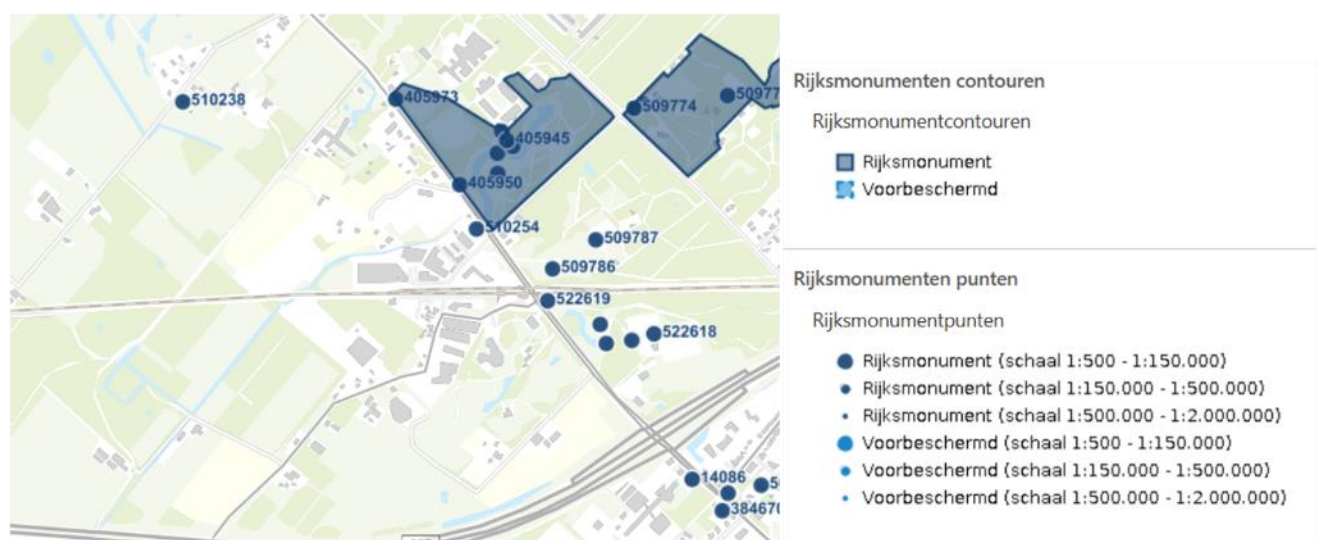 510238
405973
405945
405950
510254
509774
50977
509787
509786
522619
522618
14086
50
384670
Rijksmonumenten contouren
Rijksmonumentcontouren
Rijksmonument
Voorbeschermd
Rijksmonumenten punten
Rijksmonumentpunten
Rijksmonument (schaal 1:500 - 1:150.000)
Rijksmonument (schaal 1:150.000 - 1:500.000)
Rijksmonument (schaal 1:500.000 - 1:2.000.000)
Voorbeschermd (schaal 1:500 - 1:150.000)
Voorbeschermd (schaal 1:150.000 - 1:500.000)
Voorbeschermd (schaal 1:500.000 - 1:2.000.000)